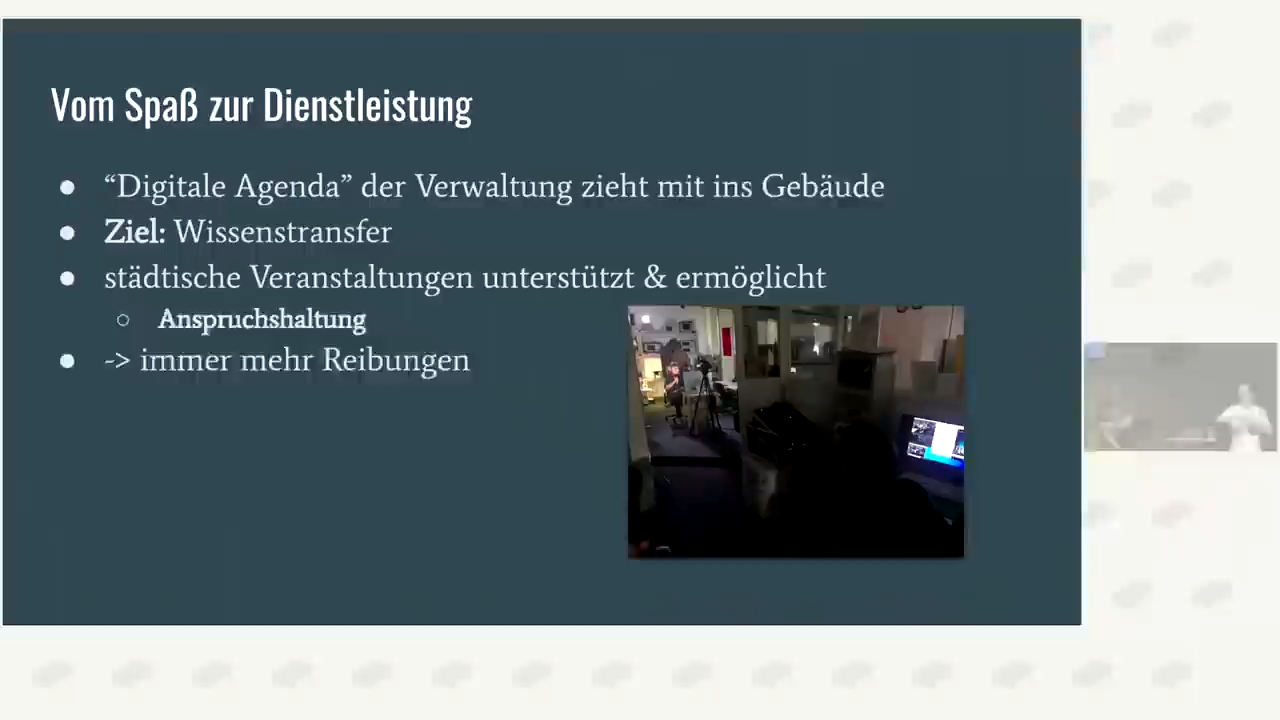 Vom Spaß zur Dienstleistung
● “Digitale Agenda” der Verwaltung zieht mit ins Gebäude
● Ziel: Wissenstransfer
● städtische Veranstaltungen unterstützt & ermöglicht
○ Anspruchshaltung
● -> immer mehr Reibungen